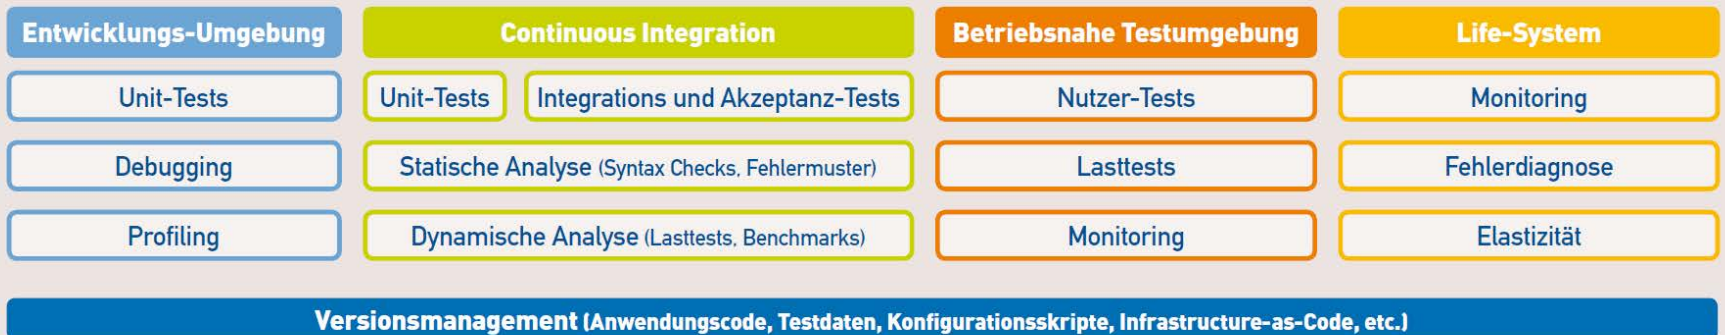 Entwicklungs-Umgebung
Continuous Integration
Betriebsnahe Testumgebung
Life-System
Unit-Tests
Unit-Tests
Integrations und Akzeptanz-Tests
Nutzer-Tests
Monitoring
Debugging
Statische Analyse (Syntax Checks, Fehlermuster)
Lasttests
Fehlerdiagnose
Profiling
Dynamische Analyse (Lasttests, Benchmarks)
Monitoring
Elastizität
Versionsmanagement (Anwendungscode, Testdaten, Konfigurationsskripte, Infrastructure-as-Code, etc.)